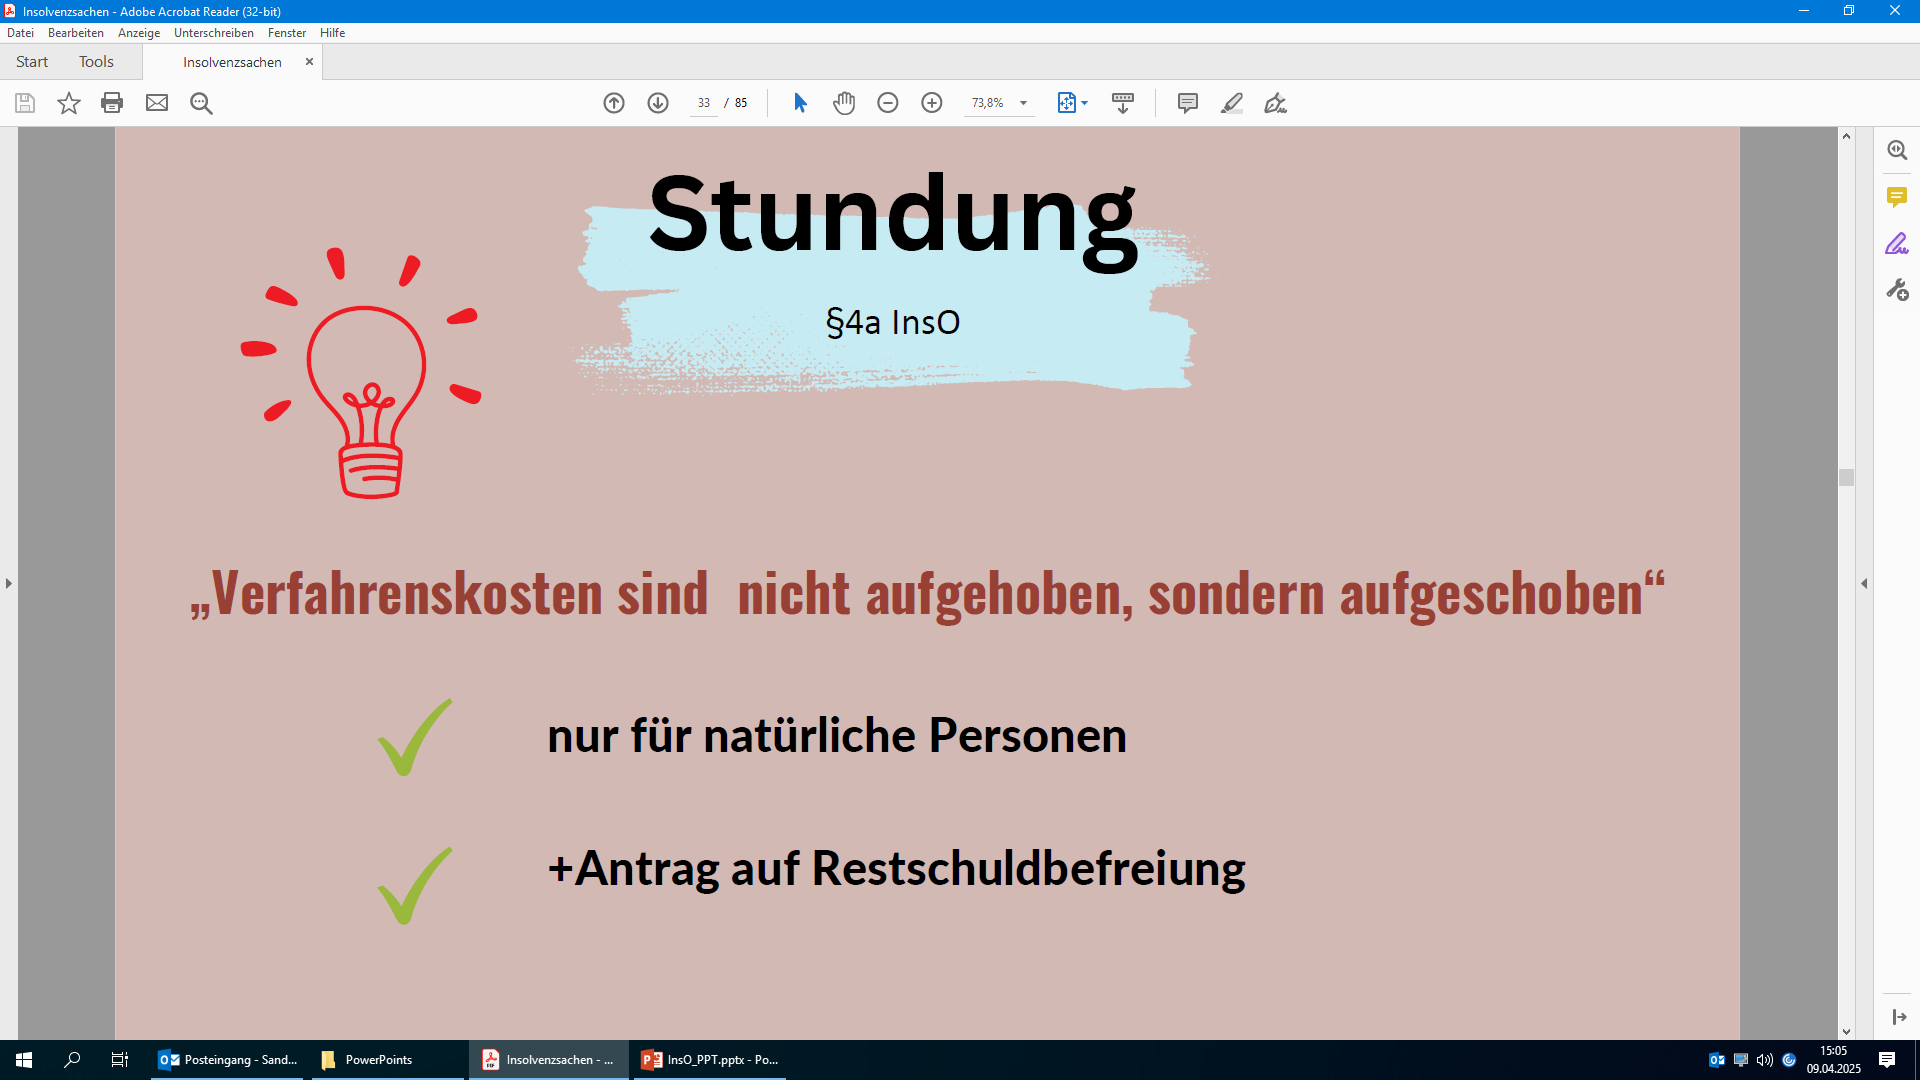 Insolvenzsachen - Adobe Acrobat Reader (32-bit)
Datei Bearbeiten Anzeige Unterschreiben Fenster Hilfe
Start Tools Insolvenzsachen
33 / 85 73,8%
Stundung
§4a InsO
„Verfahrenskosten sind nicht aufgehoben, sondern aufgeschoben“
nur für natürliche Personen
+Antrag auf Restschuldbefreiung
Posteingang - Sand... PowerPoints Insolvenzsachen - ... InsO_PPT.pptx - Po...
15:05
09.04.2025